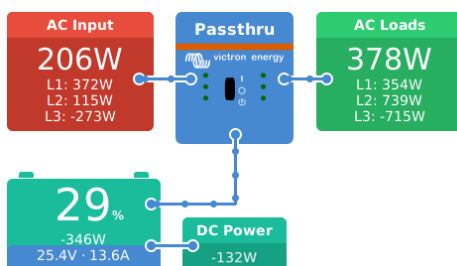 AC Input
206W
L1: 372W
L2: 115W
L3: -273W
Passthru
victron energy
I
AC Loads
378W
L1: 354W
L2: 739W
L3: -715W
29%
-346W
25.4V · 13.6A
DC Power
-132W